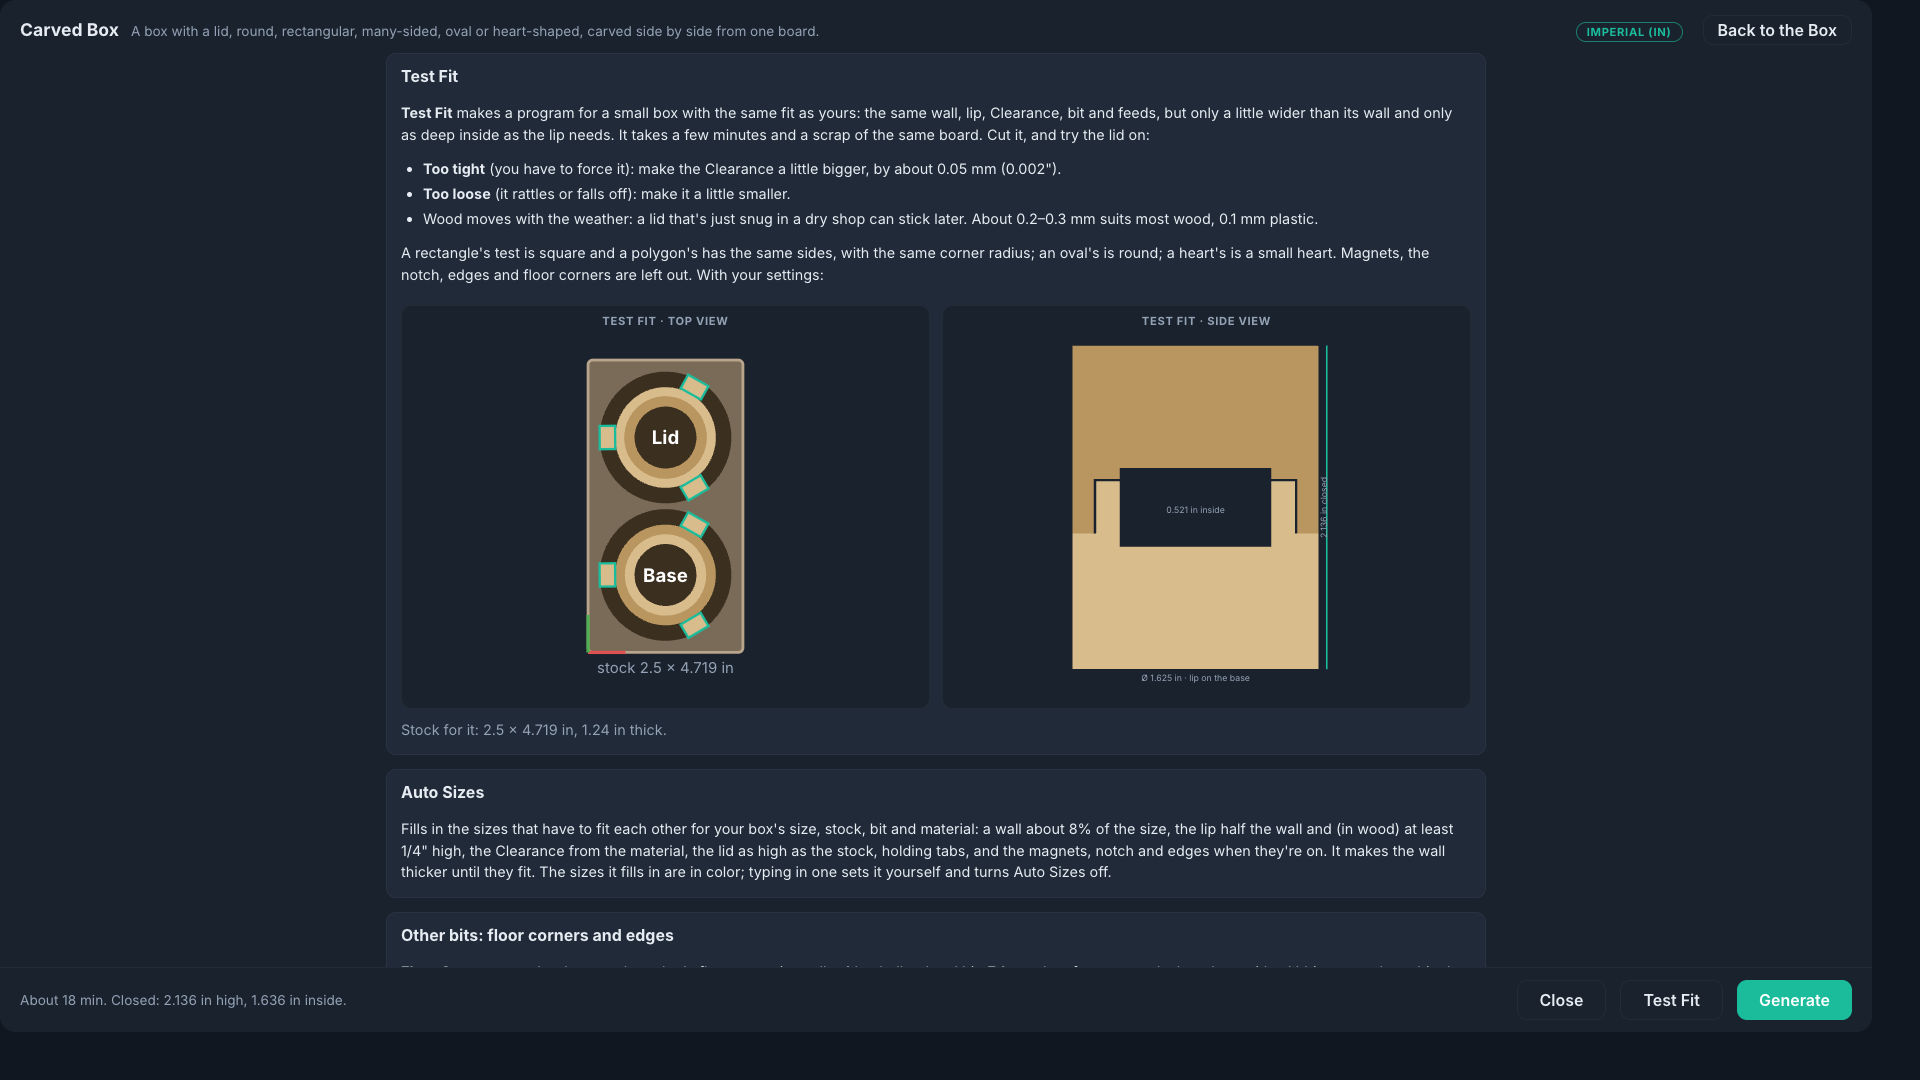 Carved Box A box with a lid, round, rectangular, many-sided, oval or heart-shaped, carved side by side from one board.
IMPERIAL (IN)
Back to the Box
Test Fit
Test Fit makes a program for a small box with the same fit as yours: the same wall, lip, Clearance, bit and feeds, but only a little wider than its wall and only
as deep inside as the lip needs. It takes a few minutes and a scrap of the same board. Cut it, and try the lid on:
• Too tight (you have to force it): make the Clearance a little bigger, by about 0.05 mm (0.002").
• Too loose (it rattles or falls off): make it a little smaller.
• Wood moves with the weather: a lid that's just snug in a dry shop can stick later. About 0.2–0.3 mm suits most wood, 0.1 mm plastic.
A rectangle's test is square and a polygon's has the same sides, with the same corner radius; an oval's is round; a heart's is a small heart. Magnets, the
notch, edges and floor corners are left out. With your settings:
TEST FIT · TOP VIEW
Lid
Base
stock 2.5 × 4.719 in
TEST FIT · SIDE VIEW
0.521 in inside
2.136 in closed
Ø 1.625 in · lip on the base
Stock for it: 2.5 × 4.719 in, 1.24 in thick.
Auto Sizes
Fills in the sizes that have to fit each other for your box's size, stock, bit and material: a wall about 8% of the size, the lip half the wall and (in wood) at least
1/4" high, the Clearance from the material, the lid as high as the stock, holding tabs, and the magnets, notch and edges when they're on. It makes the wall
thicker until they fit. The sizes it fills in are in color; typing in one sets it yourself and turns Auto Sizes off.
Other bits: floor corners and edges
About 18 min. Closed: 2.136 in high, 1.636 in inside.
Close
Test Fit
Generate